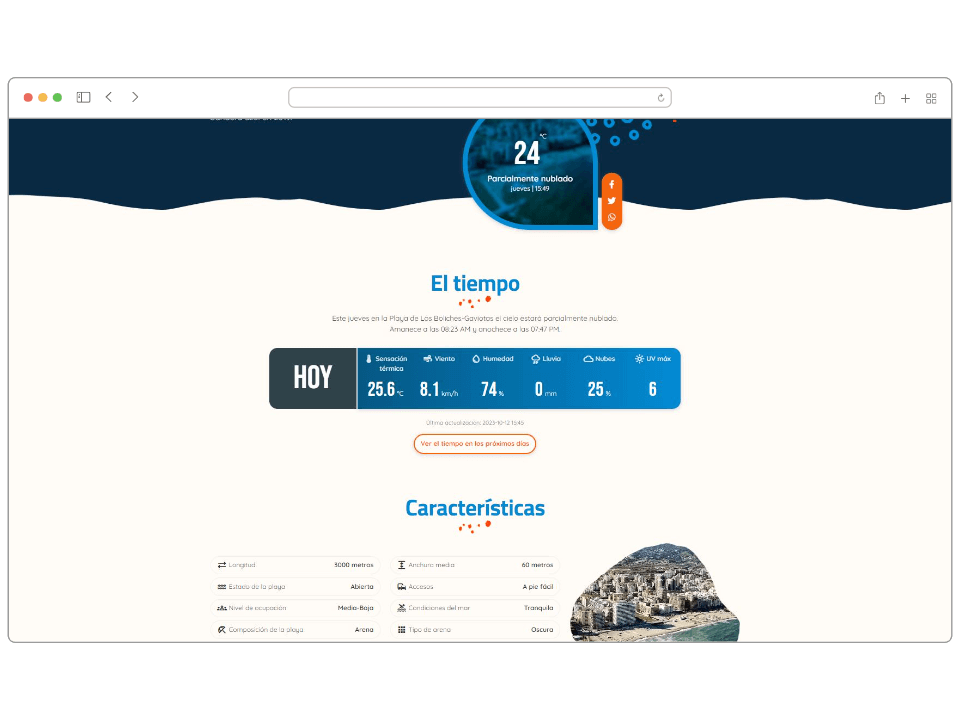 °C
24
Parcialmente nublado
jueves | 15:49
El tiempo
Este jueves en la Playa de Los Boliches-Gaviotas el cielo estará parcialmente nublado.
Amanece a las 08:23 AM y anochece a las 07:47 PM.
HOY
Sensación térmica
25.6 °C
Viento
8.1 km/h
Humedad
74 %
Lluvia
0 mm
Nubes
25 %
UV máx
6
Última actualización: 2023-10-12 15:45
Ver el tiempo en los próximos días
Características
Longitud 3000 metros
Anchura media 60 metros
Estado de la playa Abierta
Accesos A pie fácil
Nivel de ocupación Media-Baja
Condiciones del mar Tranquila
Composición de la playa Arena
Tipo de arena Oscura